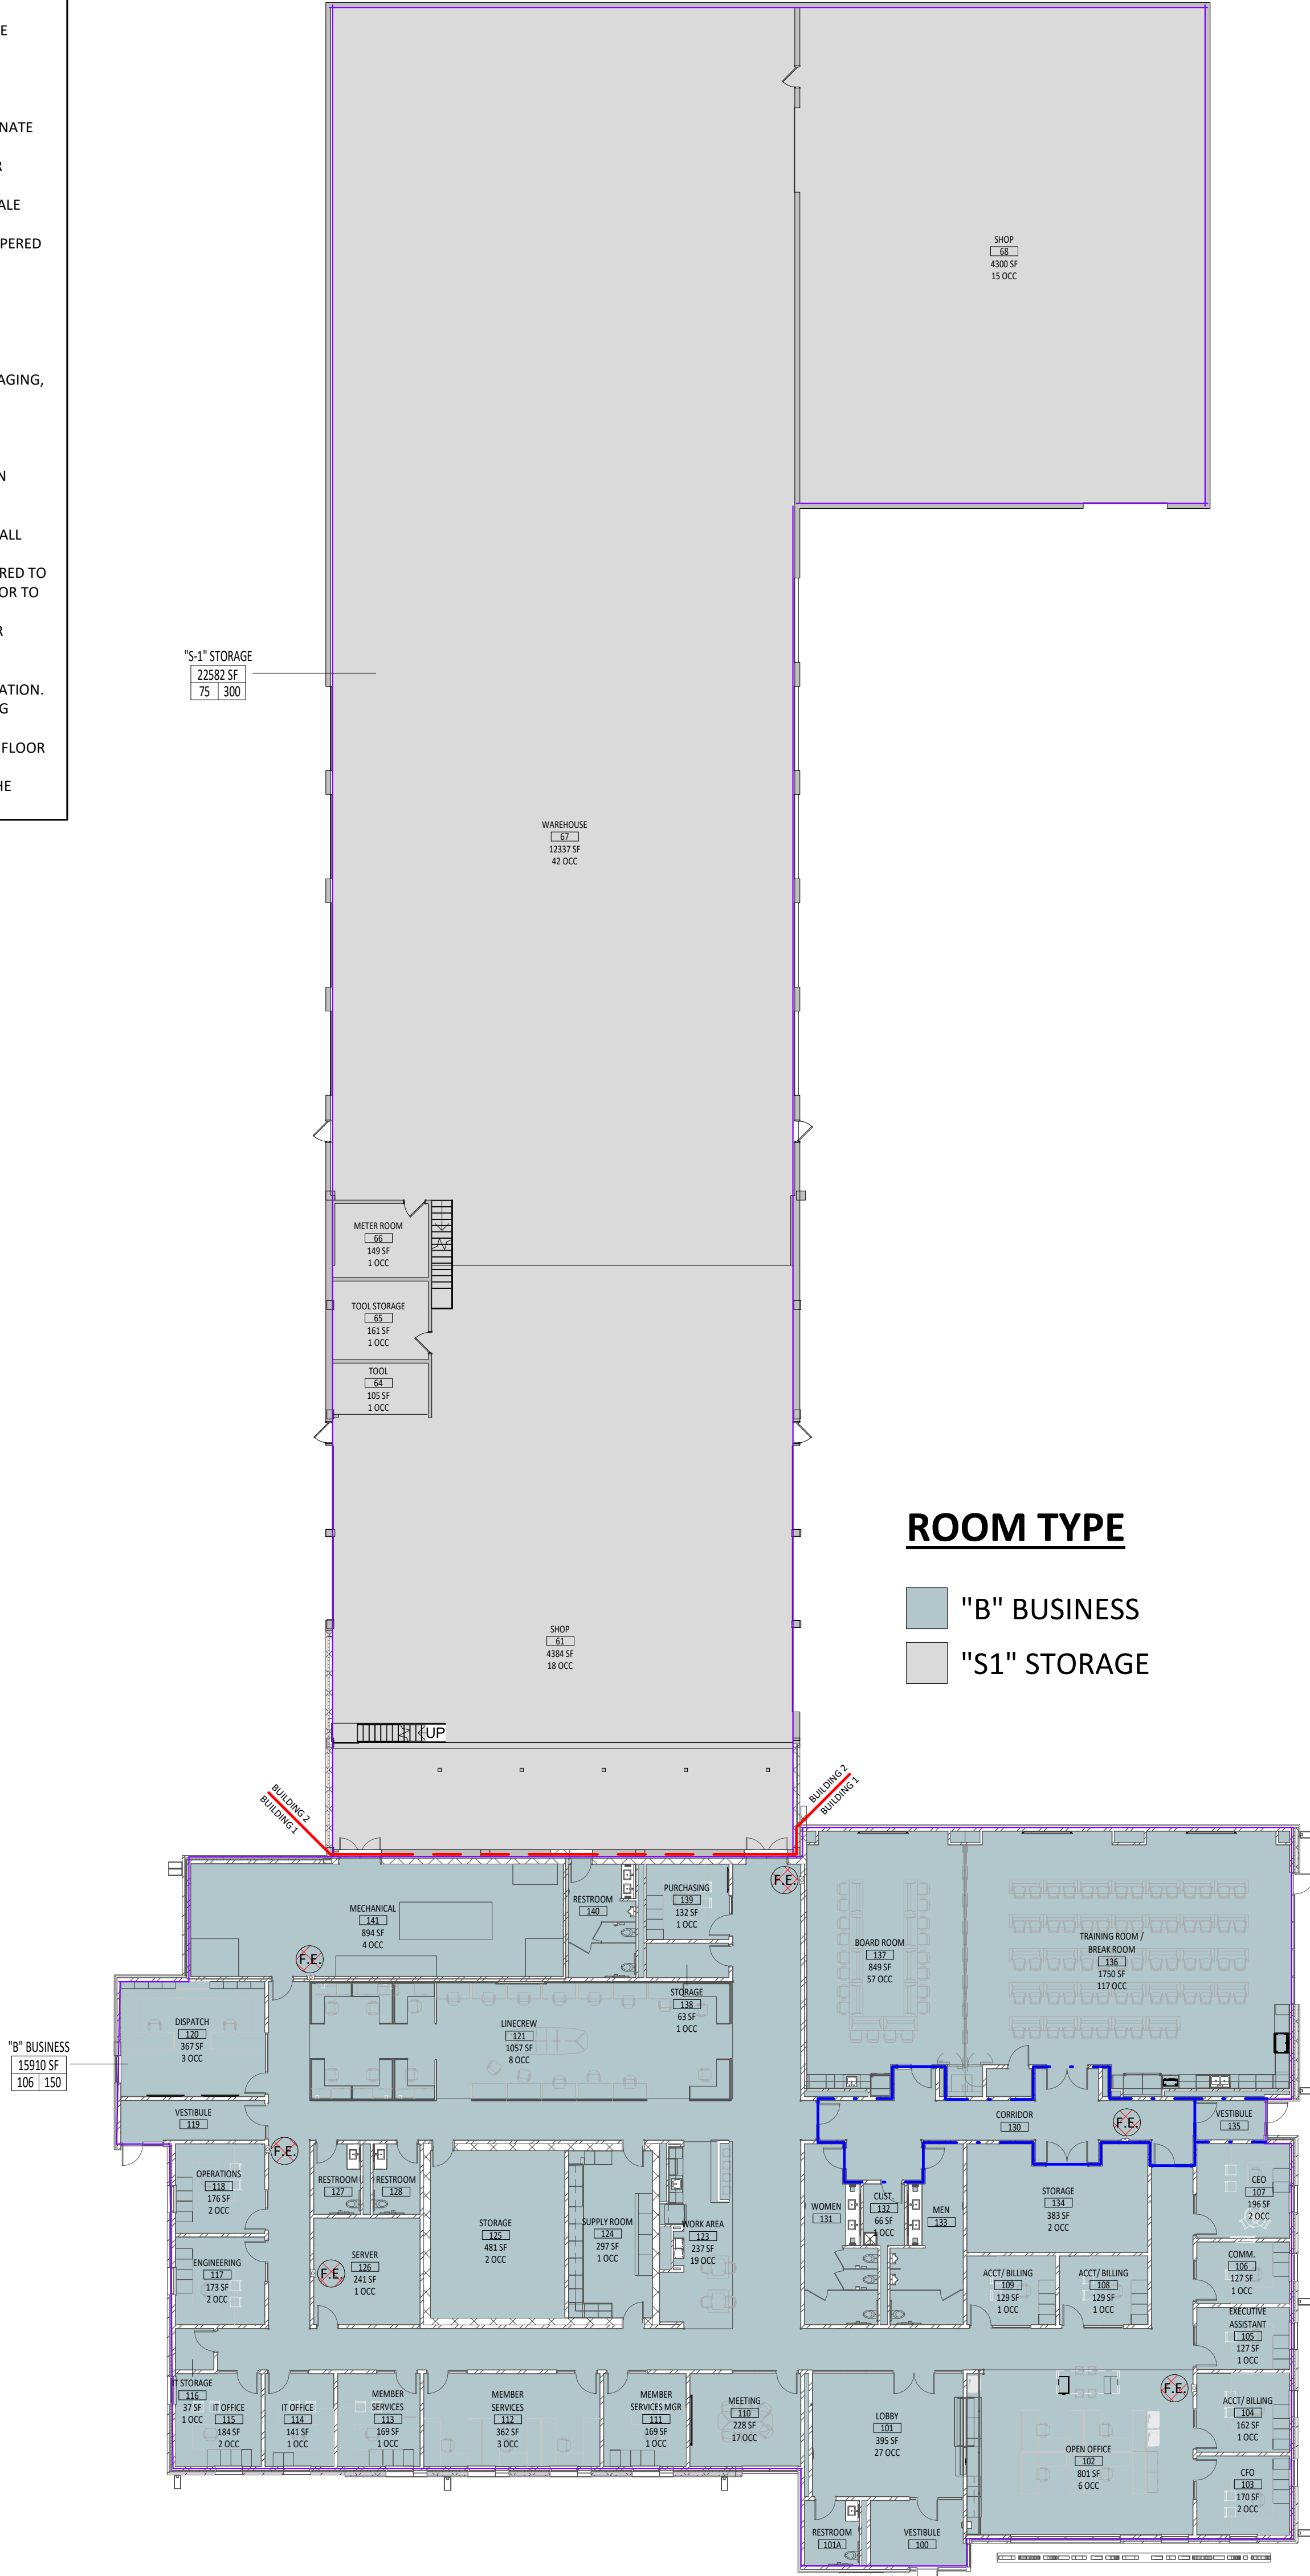 E
NATE
R
ALE
PERED
AGING,
N
ALL
RED TO
OR TO
R
ATION.
G
FLOOR
HE
SHOP
68
4300 SF
15 OCC
"S-1" STORAGE
22582 SF
75 300
WAREHOUSE
67
12337 SF
42 OCC
METER ROOM
66
149 SF
1 OCC
TOOL STORAGE
65
161 SF
1 OCC
TOOL
64
105 SF
1 OCC
ROOM TYPE
"B" BUSINESS
"S1" STORAGE
SHOP
61
4384 SF
18 OCC
UP
BUILDING 2
BUILDING 1
BUILDING 2
BUILDING 1
MECHANICAL
141
894 SF
4 OCC
F.E.
RESTROOM
140
PURCHASING
139
132 SF
1 OCC
F.E.
BOARD ROOM
137
849 SF
57 OCC
TRAINING ROOM /
BREAK ROOM
136
1750 SF
117 OCC
STORAGE
138
63 SF
1 OCC
"B" BUSINESS
15910 SF
106 150
DISPATCH
120
367 SF
3 OCC
LINECREW
121
1057 SF
8 OCC
VESTIBULE
119
CORRIDOR
130
F.E.
VESTIBULE
135
F.E.
OPERATIONS
118
176 SF
2 OCC
RESTROOM
127
RESTROOM
128
STORAGE
125
481 SF
2 OCC
SUPPLY ROOM
124
297 SF
1 OCC
WORK AREA
123
237 SF
19 OCC
WOMEN
131
CUST.
132
66 SF
1 OCC
MEN
133
STORAGE
134
383 SF
2 OCC
CEO
107
196 SF
2 OCC
ENGINEERING
117
173 SF
2 OCC
SERVER
126
241 SF
1 OCC
F.E.
ACCT/ BILLING
109
129 SF
1 OCC
ACCT/ BILLING
108
129 SF
1 OCC
COMM.
106
127 SF
1 OCC
EXECUTIVE
ASSISTANT
105
127 SF
1 OCC
IT STORAGE
116
37 SF
1 OCC
IT OFFICE
115
184 SF
2 OCC
IT OFFICE
114
141 SF
1 OCC
MEMBER
SERVICES
113
169 SF
1 OCC
MEMBER
SERVICES
112
362 SF
3 OCC
MEMBER
SERVICES MGR
111
169 SF
1 OCC
MEETING
110
228 SF
17 OCC
LOBBY
101
395 SF
27 OCC
F.E.
OPEN OFFICE
102
801 SF
6 OCC
ACCT/ BILLING
104
162 SF
1 OCC
CFO
103
170 SF
2 OCC
RESTROOM
101A
VESTIBULE
100